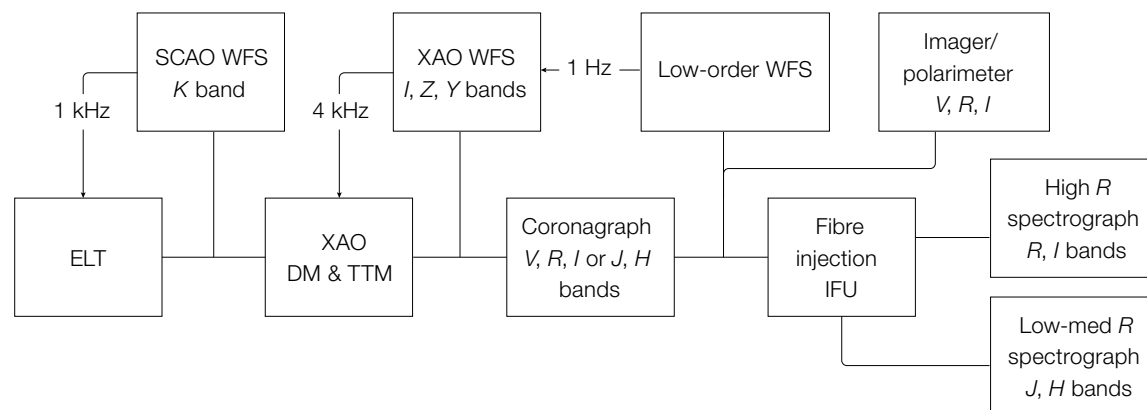 SCAO WFS
K band
1 kHz
XAO WFS
I, Z, Y bands
4 kHz
1 Hz
Low-order WFS
Imager/
polarimeter
V, R, I
ELT
XAO
DM & TTM
Coronagraph
V, R, I or J, H
bands
Fibre
injection
IFU
High R
spectrograph
R, I bands
Low-med R
spectrograph
J, H bands